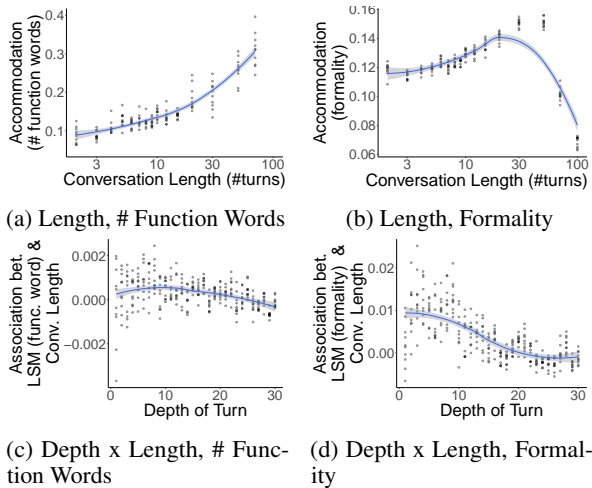 0.4
0.3
0.2
0.1
Accommodation
(# function words)
3 10 30 100
Conversation Length (#turns)
(a) Length, # Function Words
0.16
0.14
0.12
0.10
0.08
0.06
Accommodation
(formality)
3 10 30 100
Conversation Length (#turns)
(b) Length, Formality
0.002
0.000
−0.002
Association bet.
LSM (func. word) &
Conv. Length
0 10 20 30
Depth of Turn
(c) Depth x Length, # Func-
tion Words
0.02
0.01
0.00
Association bet.
LSM (formality) &
Conv. Length
0 10 20 30
Depth of Turn
(d) Depth x Length, Formal-
ity